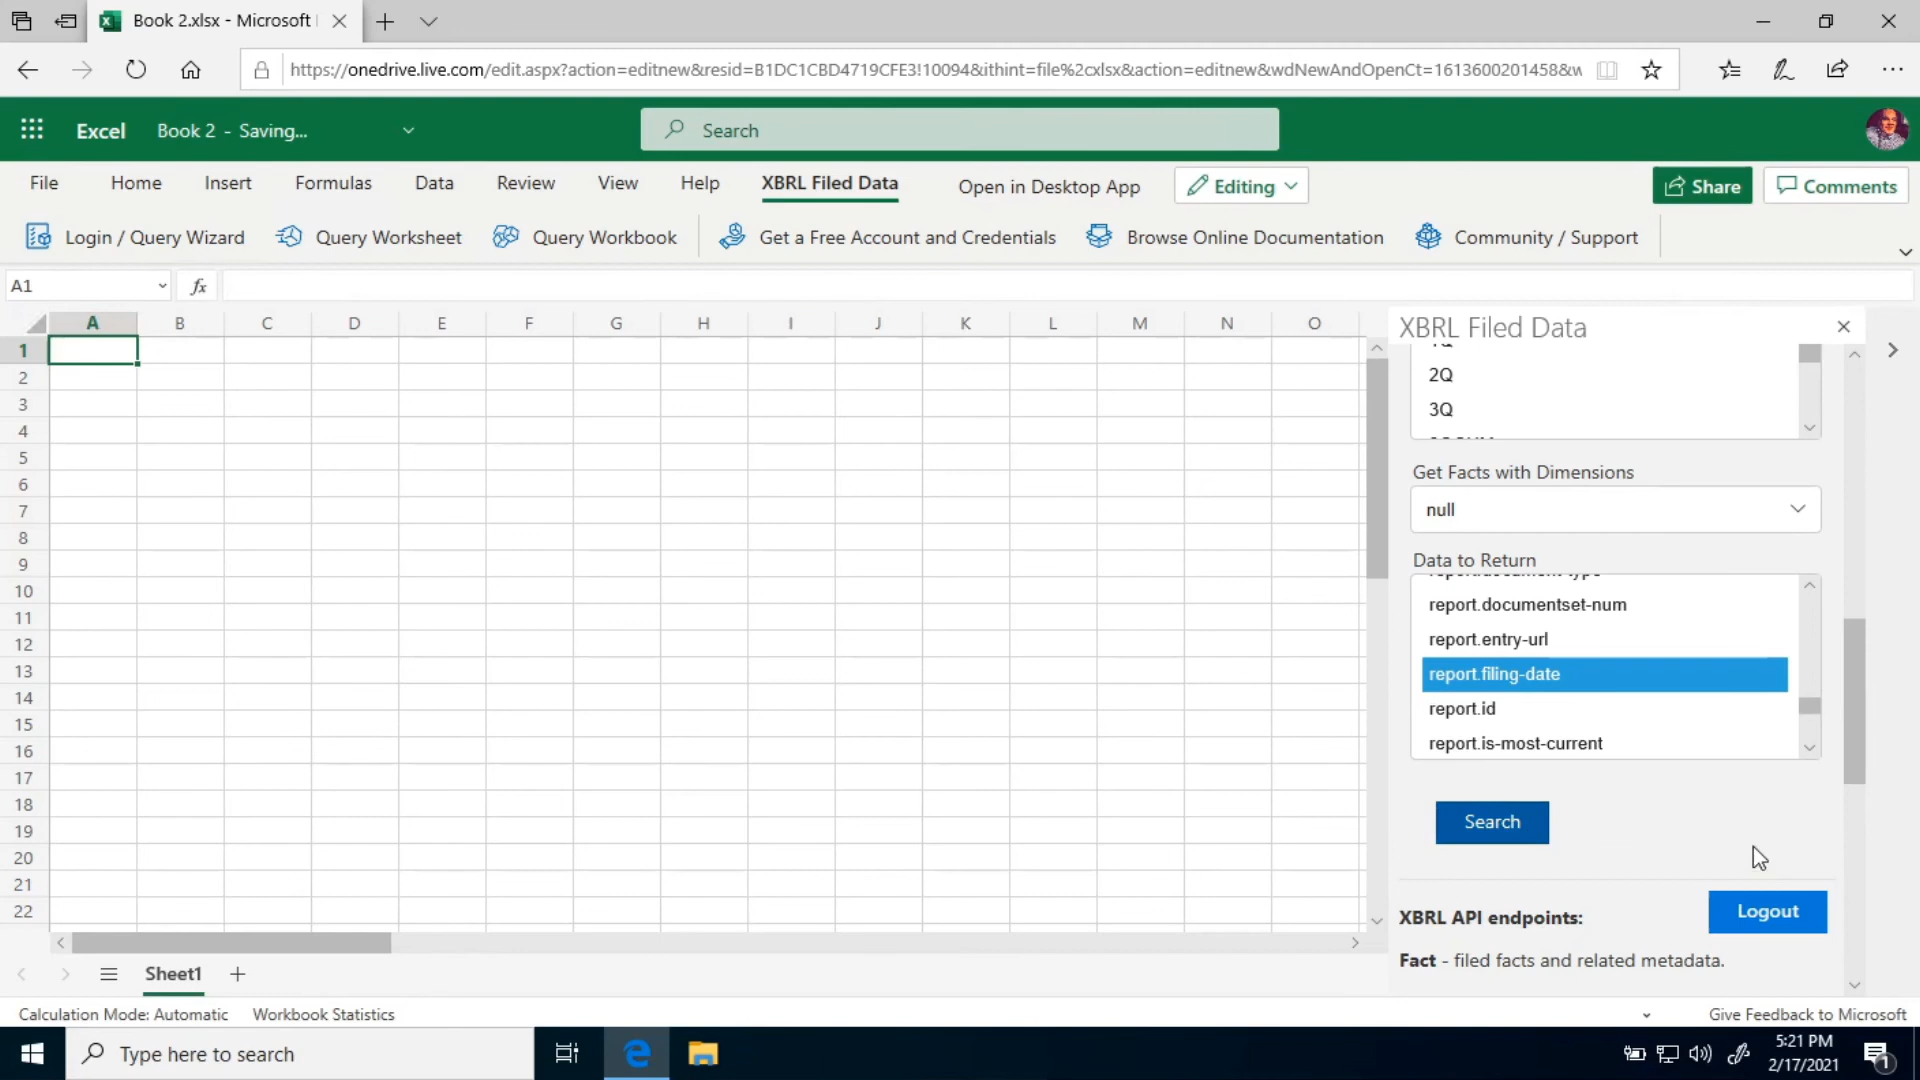 Book 2.xlsx - Microsoft
https://onedrive.live.com/edit.aspx?action=editnew&resid=B1DC1CBD4719CFE3!10094&ithint=file%2cxlsx&action=editnew&wdNewAndOpenCt=1613600201458&w
Excel Book 2 - Saving... Search
File Home Insert Formulas Data Review View Help XBRL Filed Data Open in Desktop App Editing Share Comments
Login / Query Wizard Query Worksheet Query Workbook Get a Free Account and Credentials Browse Online Documentation Community / Support
A1 fx
A B C D E F G H I J K L M N O
1
2
3
4
5
6
7
8
9
10
11
12
13
14
15
16
17
18
19
20
21
22
XBRL Filed Data
2Q
3Q
Get Facts with Dimensions
null
Data to Return
report.documentset-num
report.entry-url
report.filing-date
report.id
report.is-most-current
Search
XBRL API endpoints: Logout
Fact - filed facts and related metadata.
Sheet1
Calculation Mode: Automatic Workbook Statistics Give Feedback to Microsoft
Type here to search
5:21 PM
2/17/2021
1